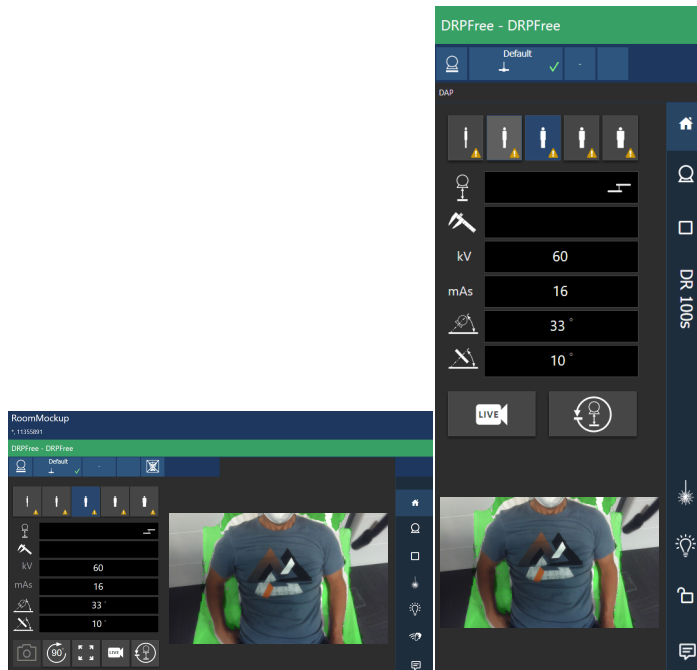 RoomMockup
*, 11355891
DRPFree - DRPFree
Default
-
kV 60
mAs 16
33 °
10 °
90°
LIVE
DRPFree - DRPFree
Default
-
DAP
kV 60
mAs 16
33 °
10 °
LIVE
DR 100s